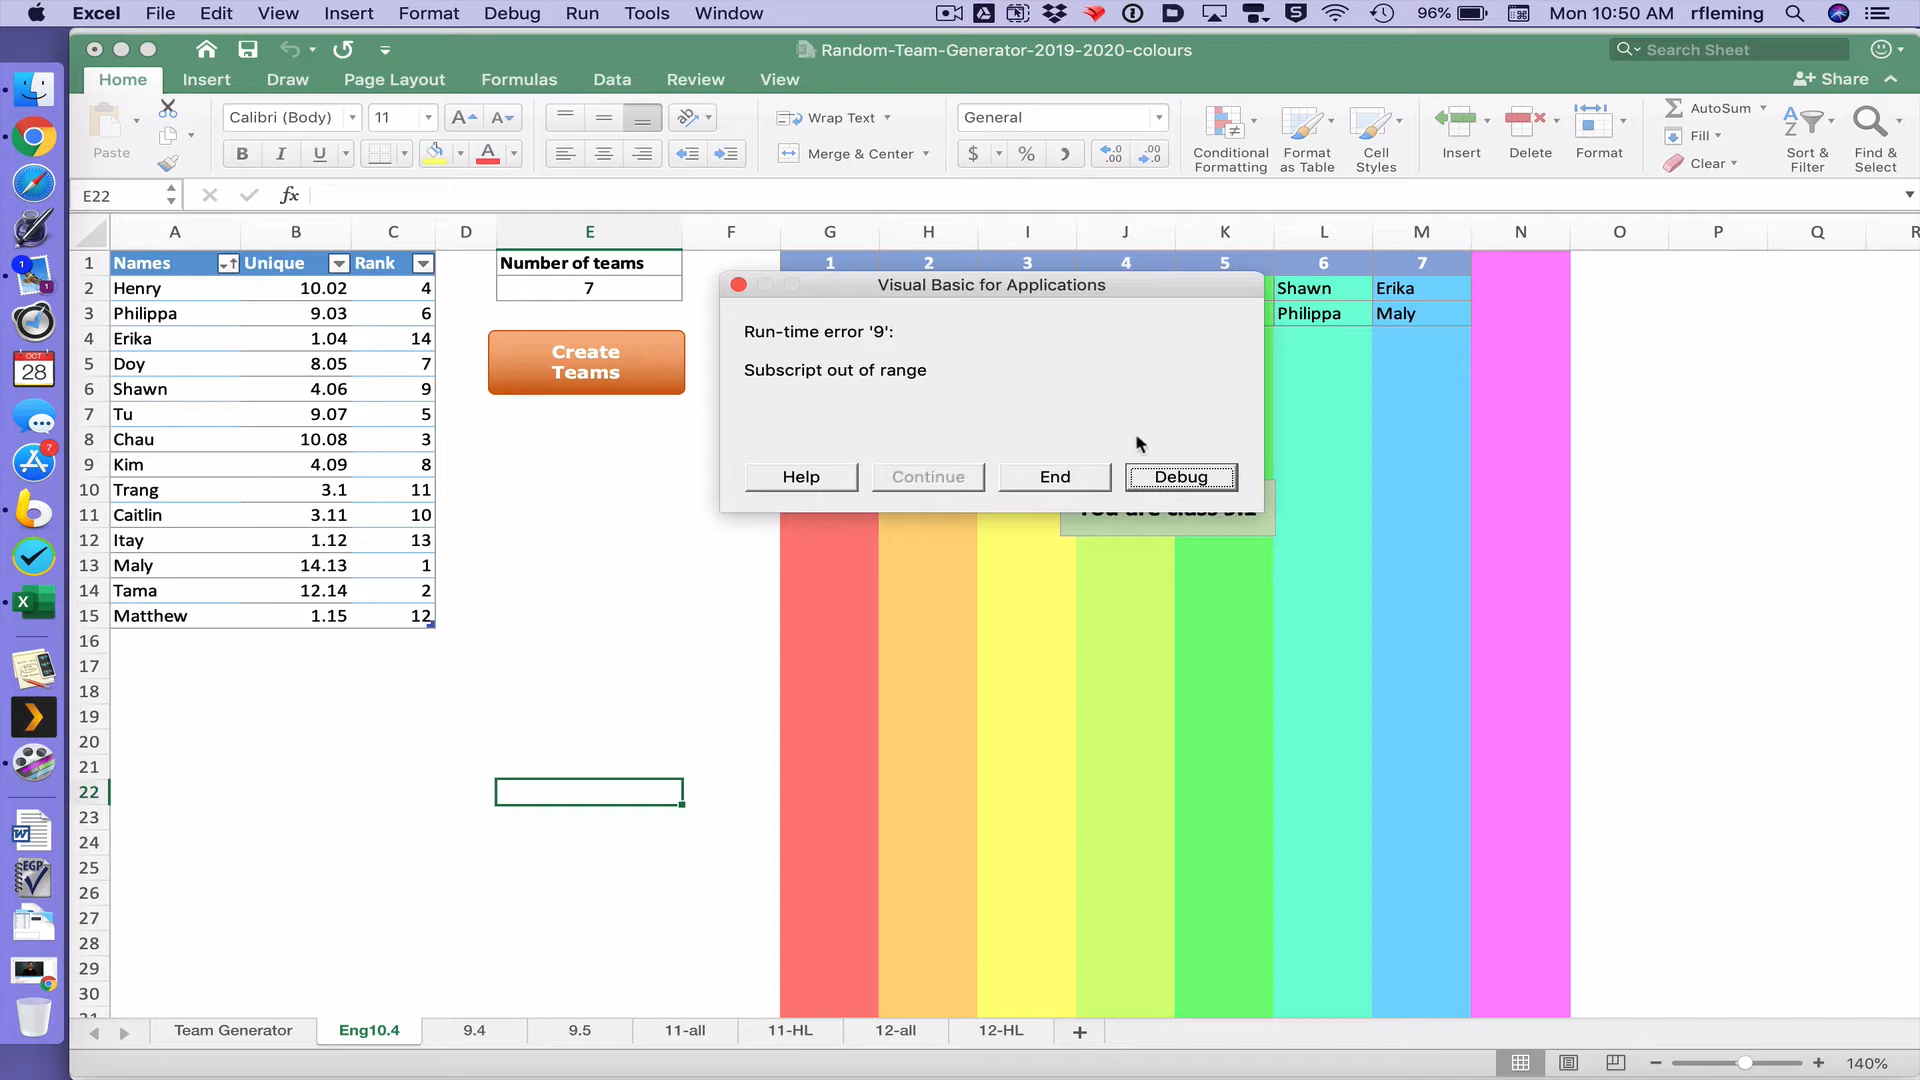 Excel File Edit View Insert Format Debug Run Tools Window 96% Mon 10:50 AM rfleming
Random-Team-Generator-2019-2020-colours
Search Sheet
Home Insert Draw Page Layout Formulas Data Review View
Share
Paste
Calibri (Body) 11
Wrap Text
General
Conditional Formatting
Format as Table
Cell Styles
Insert
Delete
Format
AutoSum
Fill
Clear
Sort & Filter
Find & Select
B I U
Merge & Center
$ %
E22
fx
A B C D E F G H I J K L M N O P Q R
1 Names Unique Rank Number of teams 1 2 3 4 5 6 7
2 Henry 10.02 4 7 Shawn Erika
3 Philippa 9.03 6 Philippa Maly
4 Erika 1.04 14
5 Doy 8.05 7
6 Shawn 4.06 9
7 Tu 9.07 5
8 Chau 10.08 3
9 Kim 4.09 8
10 Trang 3.1 11
11 Caitlin 3.11 10
12 Itay 1.12 13
13 Maly 14.13 1
14 Tama 12.14 2
15 Matthew 1.15 12
16
17
18
19
20
21
22
23
24
25
26
27
28
29
30
Create
Teams
Visual Basic for Applications
Run-time error '9':
Subscript out of range
Help Continue End Debug
You are class
OCT
28
1
1
7
EGP
Team Generator Eng10.4 9.4 9.5 11-all 11-HL 12-all 12-HL +
140%